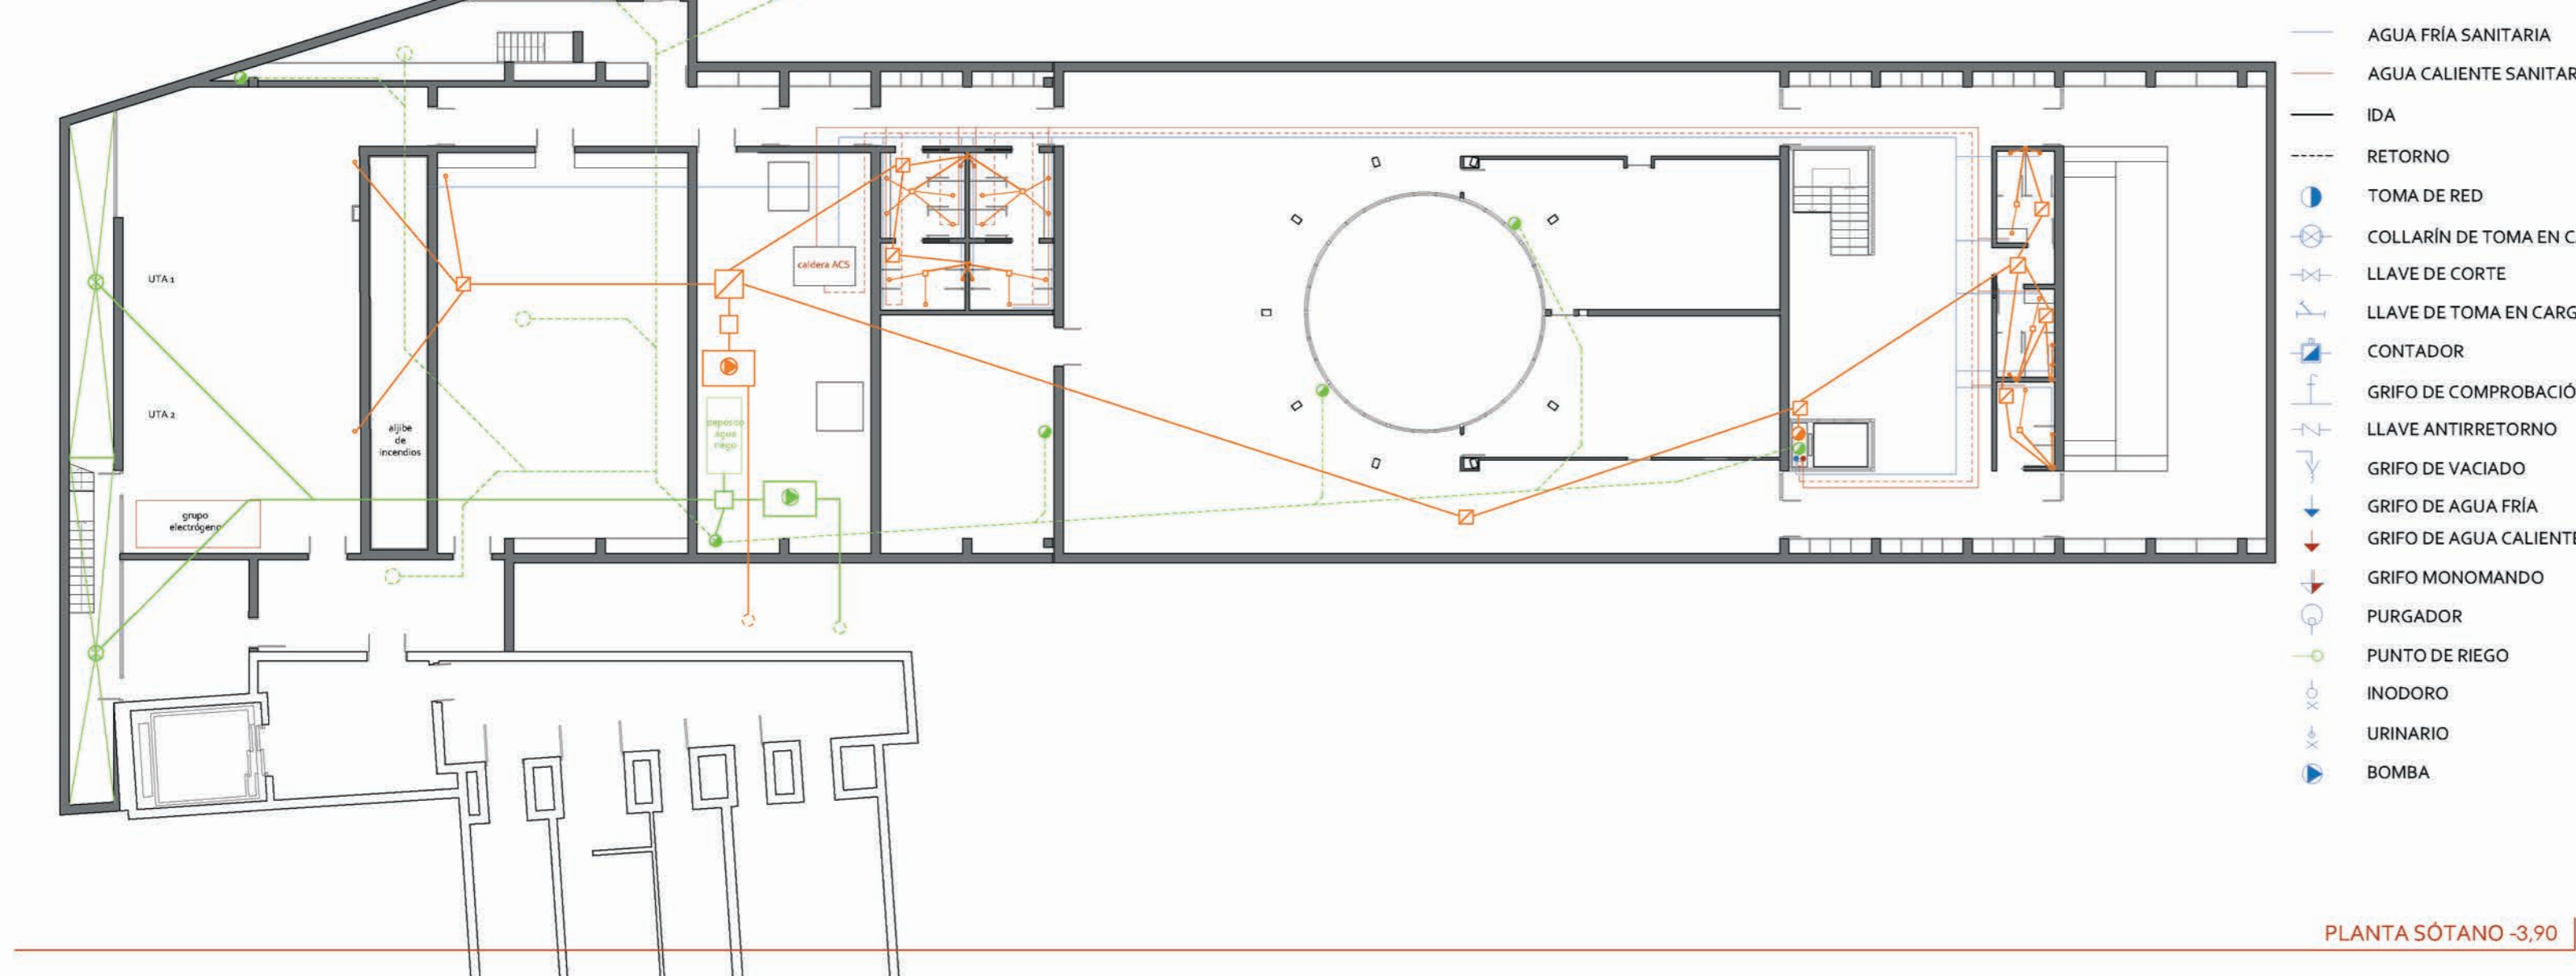 UTA 1
UTA 2
grupo
electrógeno
aljibe
de
incendios
caldera ACS
depósito
agua
riego
AGUA FRÍA SANITARIA
AGUA CALIENTE SANITAR
IDA
RETORNO
TOMA DE RED
COLLARÍN DE TOMA EN C
LLAVE DE CORTE
LLAVE DE TOMA EN CARG
CONTADOR
GRIFO DE COMPROBACIÓ
LLAVE ANTIRRETORNO
GRIFO DE VACIADO
GRIFO DE AGUA FRÍA
GRIFO DE AGUA CALIENTE
GRIFO MONOMANDO
PURGADOR
PUNTO DE RIEGO
INODORO
URINARIO
BOMBA
PLANTA SÓTANO -3,90